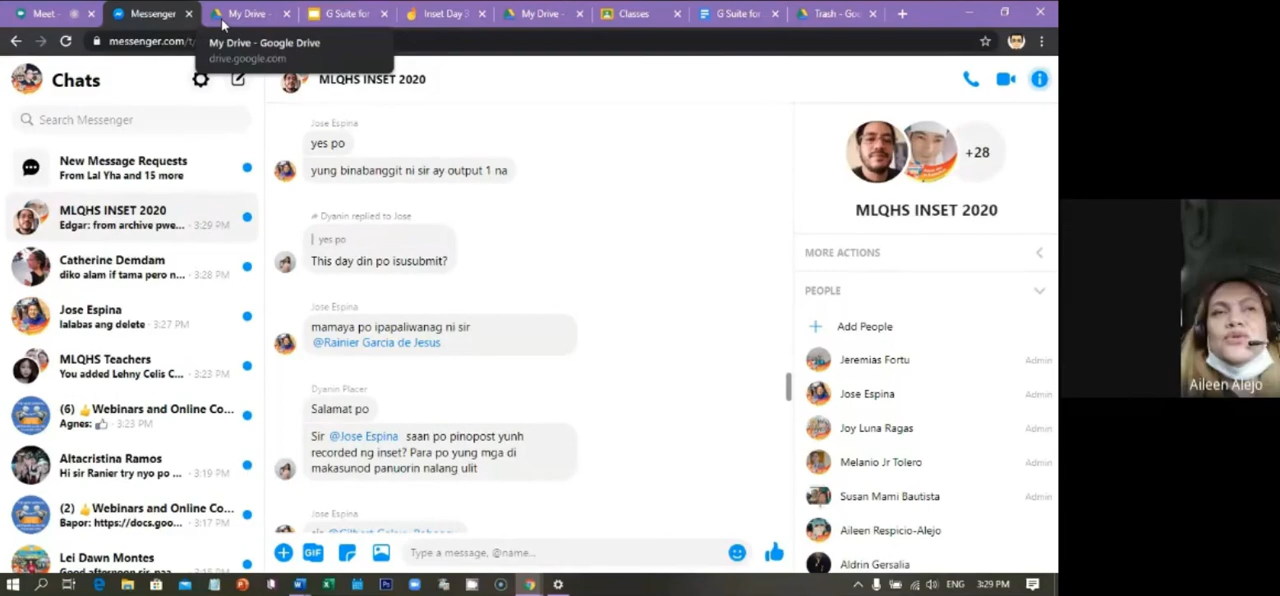 Meet -
Messenger
My Drive -
G Suite for
Inset Day 3
My Drive -
Classes
G Suite for
Trash - Goo
messenger.com/t/
My Drive - Google Drive
drive.google.com
Chats
Search Messenger
New Message Requests
From Lal Yha and 15 more
MLQHS INSET 2020
Edgar: from archive pwe... · 3:29 PM
Catherine Demdam
diko alam if tama pero n... · 3:28 PM
Jose Espina
lalabas ang delete · 3:27 PM
MLQHS Teachers
You added Lehny Celis C... · 3:23 PM
(6) 👍Webinars and Online Co...
Agnes: 👍 · 3:23 PM
Altacristina Ramos
Hi sir Ranier try nyo po ... · 3:19 PM
(2) 👍Webinars and Online Co...
Bapor: https://docs.goo... · 3:17 PM
Lei Dawn Montes
MLQHS INSET 2020
Jose Espina
yes po
yung binabanggit ni sir ay output 1 na
Dyanin replied to Jose
yes po
This day din po isusubmit?
Jose Espina
mamaya po ipapaliwanag ni sir
@Rainier Garcia de Jesus
Dyanin Placer
Salamat po
Sir @Jose Espina saan po pinopost yunh
recorded ng inset? Para po yung mga di
makasunod panuorin nalang ulit
Jose Espina
GIF
Type a message, @name...
+28
MLQHS INSET 2020
MORE ACTIONS
PEOPLE
Add People
Jeremias Fortu Admin
Jose Espina Admin
Joy Luna Ragas Admin
Melanio Jr Tolero Admin
Susan Mami Bautista Admin
Aileen Respicio-Alejo Admin
Aldrin Gersalia Admin
Aileen Alejo
ENG 3:29 PM